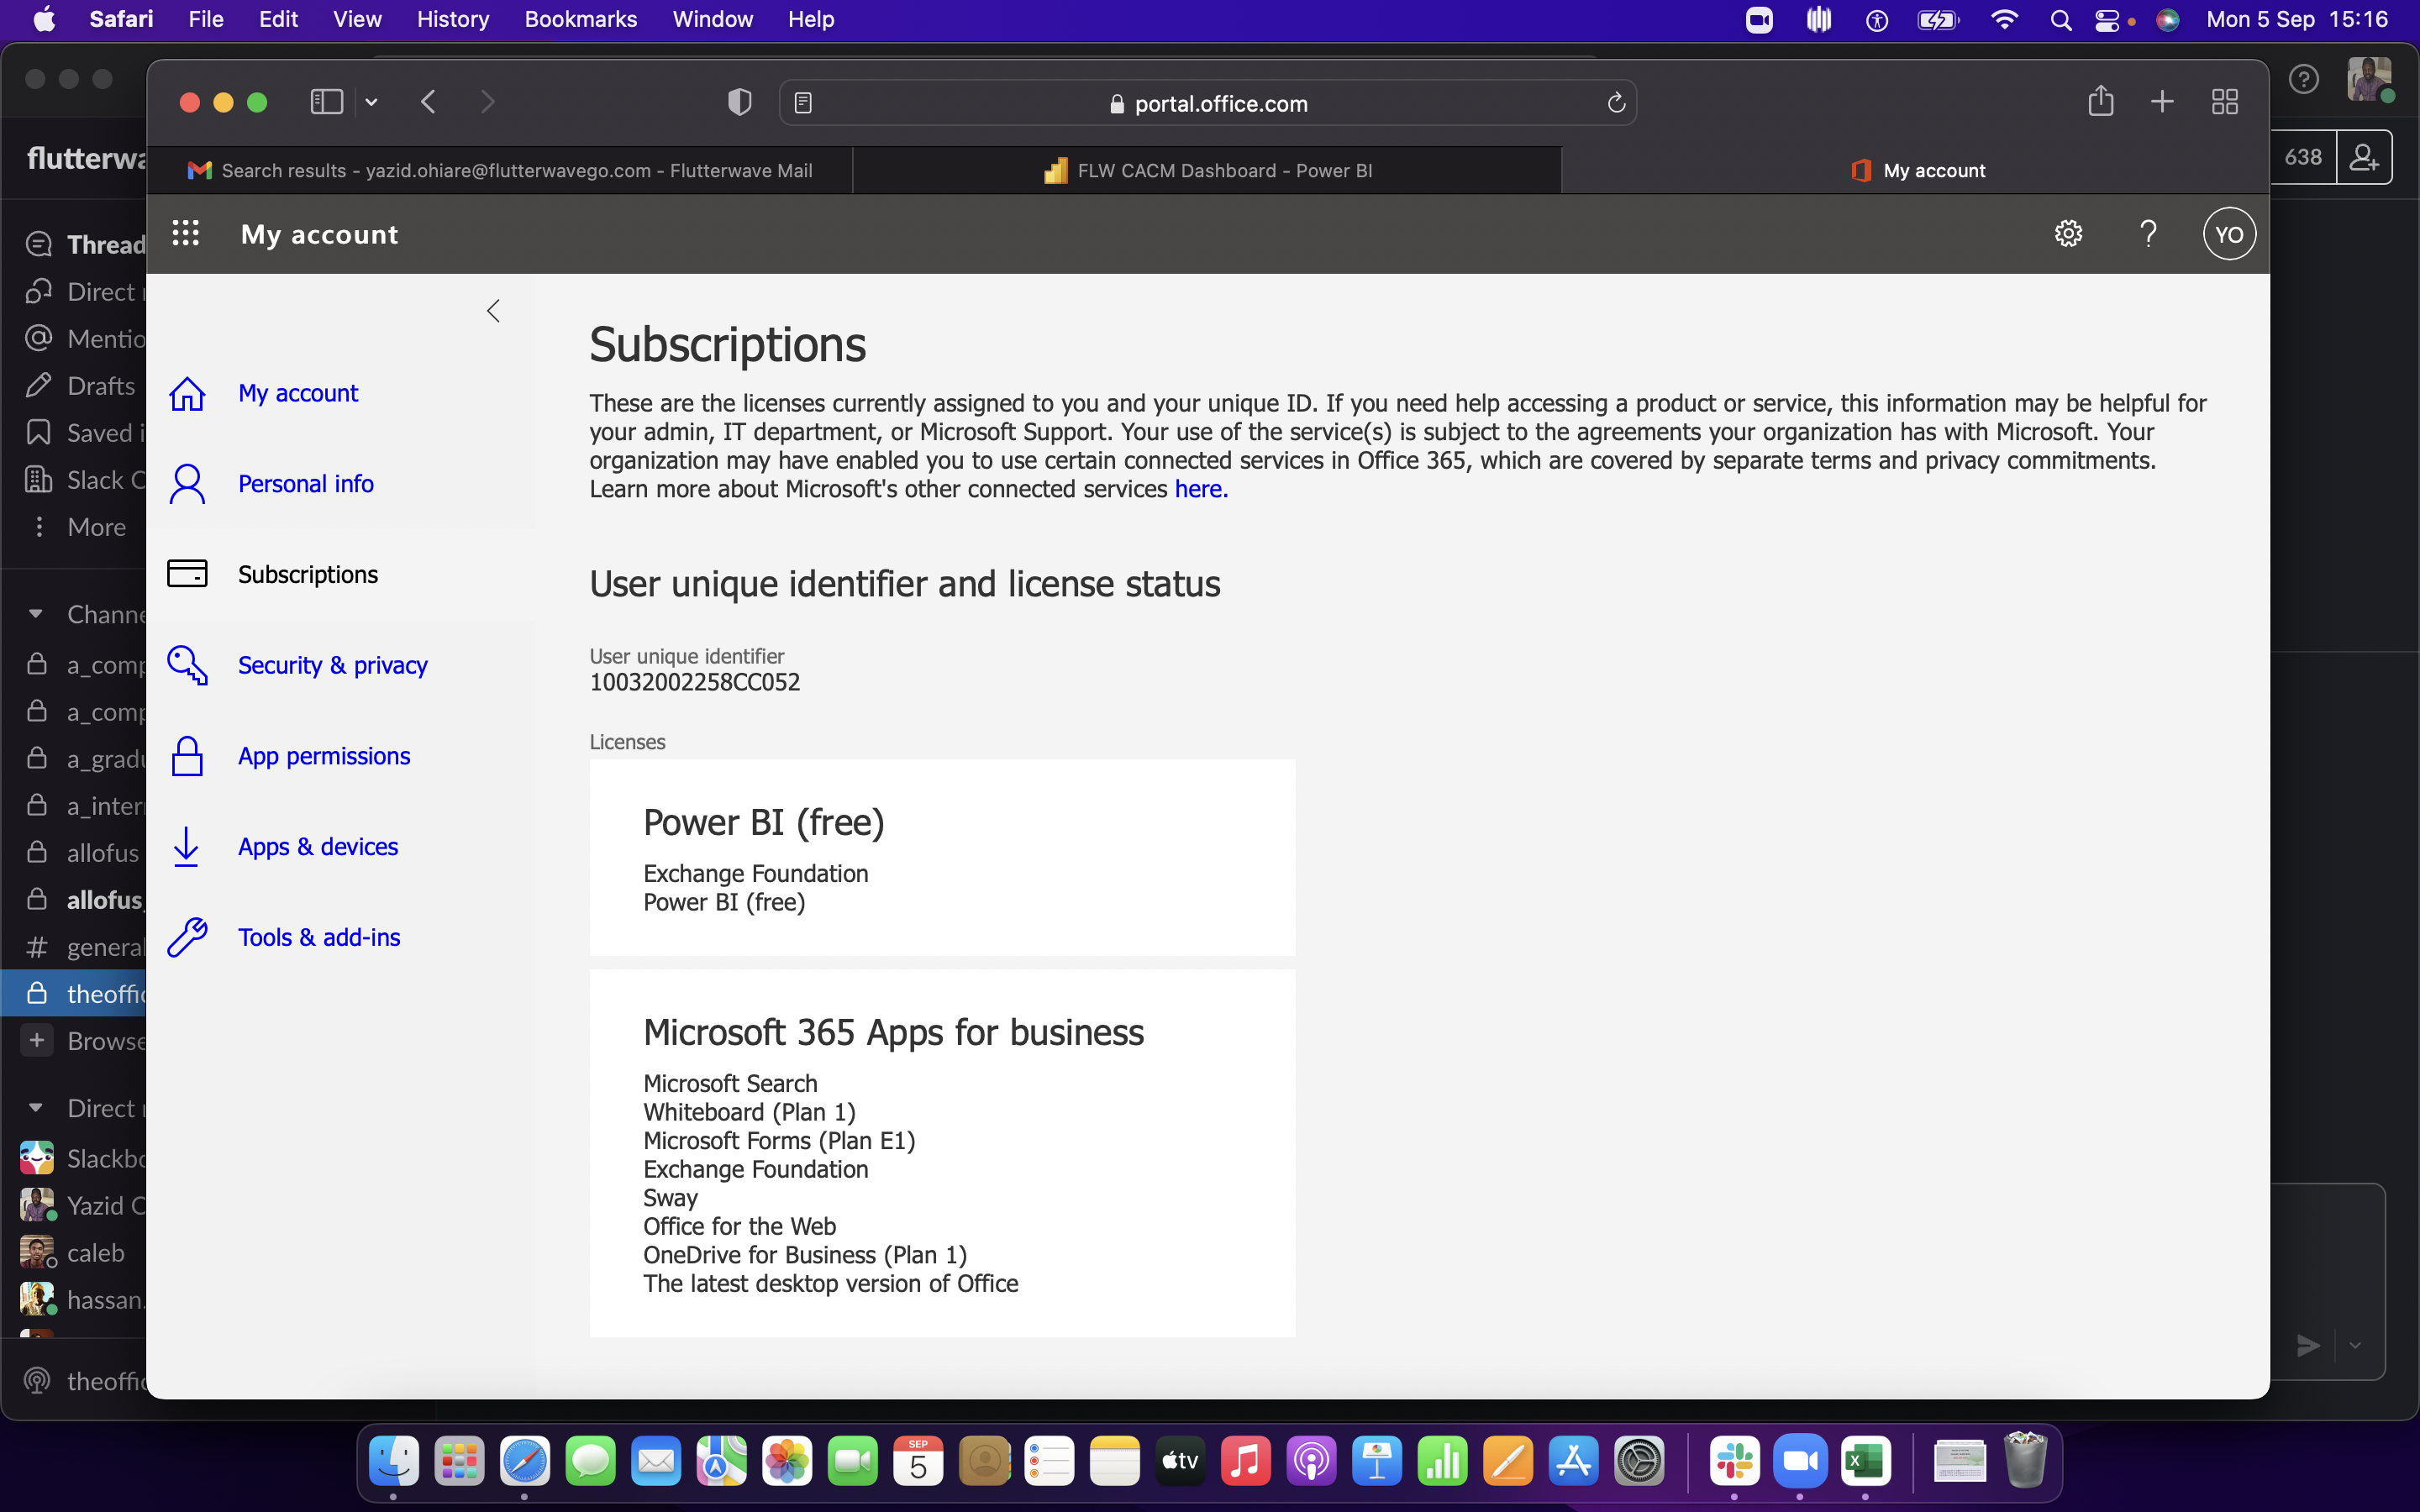 Safari File Edit View History Bookmarks Window Help Mon 5 Sep 15:16
portal.office.com
flutterwa
638
Search results - yazid.ohiare@flutterwavego.com - Flutterwave Mail
FLW CACM Dashboard - Power BI
My account
My account
? YO
Thread
Direct
Mentio
Drafts
Saved i
Slack C
More
Channe
a_comp
a_comp
a_gradu
a_intern
allofus
allofus_
# general
theoffic
+ Browse
Direct
Slackbo
Yazid
caleb
hassan.
theoffic
My account
Personal info
Subscriptions
Security & privacy
App permissions
Apps & devices
Tools & add-ins
Subscriptions
These are the licenses currently assigned to you and your unique ID. If you need help accessing a product or service, this information may be helpful for
your admin, IT department, or Microsoft Support. Your use of the service(s) is subject to the agreements your organization has with Microsoft. Your
organization may have enabled you to use certain connected services in Office 365, which are covered by separate terms and privacy commitments.
Learn more about Microsoft's other connected services here.
User unique identifier and license status
User unique identifier
10032002258CC052
Licenses
Power BI (free)
Exchange Foundation
Power BI (free)
Microsoft 365 Apps for business
Microsoft Search
Whiteboard (Plan 1)
Microsoft Forms (Plan E1)
Exchange Foundation
Sway
Office for the Web
OneDrive for Business (Plan 1)
The latest desktop version of Office
SEP
5
tv
X